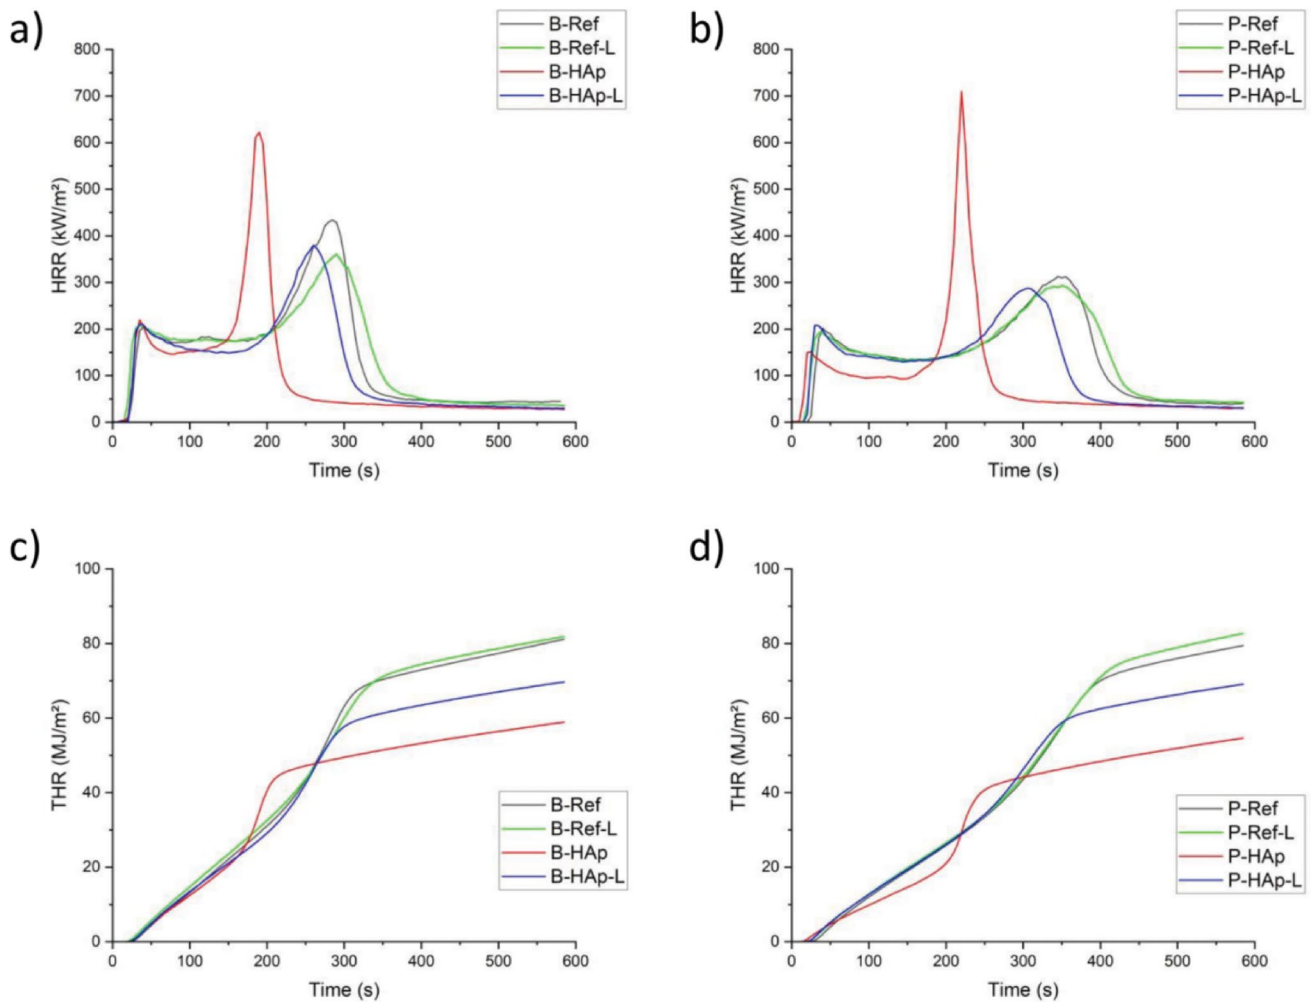 a)
B-Ref
B-Ref-L
B-HAp
B-HAp-L
800
700
600
500
400
300
200
100
0
HRR (kW/m²)
0 100 200 300 400 500 600
Time (s)
b)
P-Ref
P-Ref-L
P-HAp
P-HAp-L
800
700
600
500
400
300
200
100
0
HRR (kW/m²)
0 100 200 300 400 500 600
Time (s)
c)
100
80
60
40
20
0
THR (MJ/m²)
B-Ref
B-Ref-L
B-HAp
B-HAp-L
0 100 200 300 400 500 600
Time (s)
d)
100
80
60
40
20
0
THR (MJ/m²)
P-Ref
P-Ref-L
P-HAp
P-HAp-L
0 100 200 300 400 500 600
Time (s)